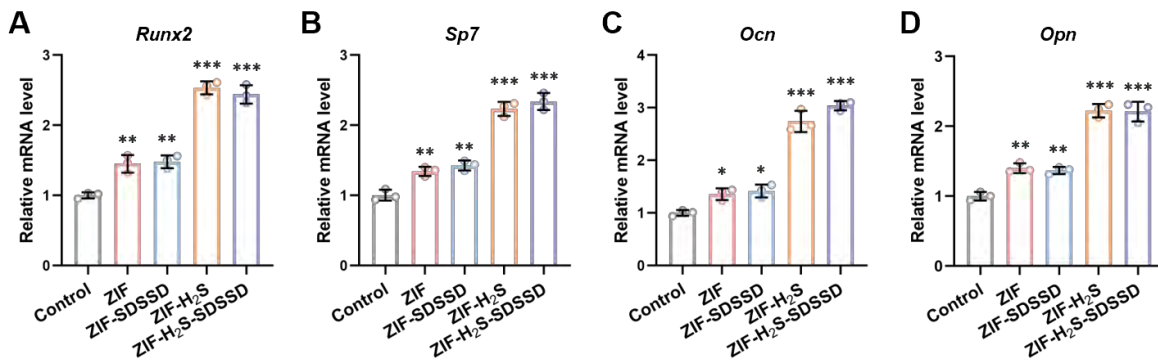 A
Runx2
Relative mRNA level
3
2
1
0
**
**
***
***
Control
ZIF
ZIF-SDSSD
ZIF-H₂S
ZIF-H₂S-SDSSD
B
Sp7
Relative mRNA level
3
2
1
0
**
**
***
***
Control
ZIF
ZIF-SDSSD
ZIF-H₂S
ZIF-H₂S-SDSSD
C
Ocn
Relative mRNA level
4
3
2
1
0
*
*
***
***
Control
ZIF
ZIF-SDSSD
ZIF-H₂S
ZIF-H₂S-SDSSD
D
Opn
Relative mRNA level
3
2
1
0
**
**
***
***
Control
ZIF
ZIF-SDSSD
ZIF-H₂S
ZIF-H₂S-SDSSD